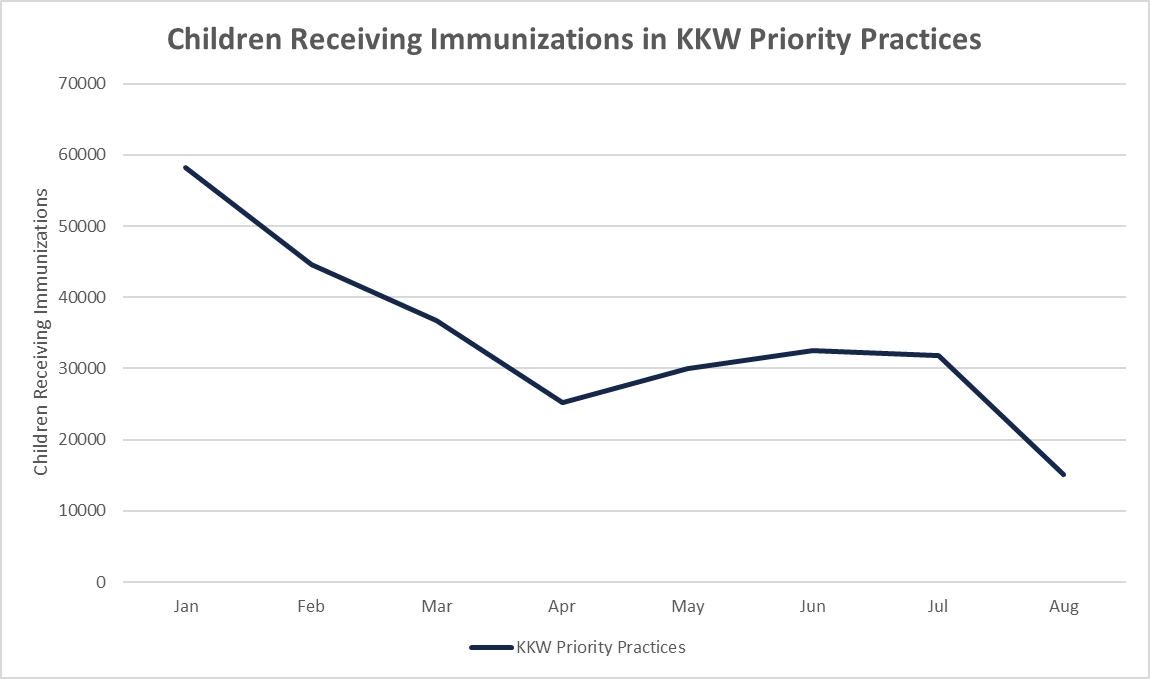 Children Receiving Immunizations in KKW Priority Practices
Children Receiving Immunizations
70000
60000
50000
40000
30000
20000
10000
0
Jan Feb Mar Apr May Jun Jul Aug
KKW Priority Practices